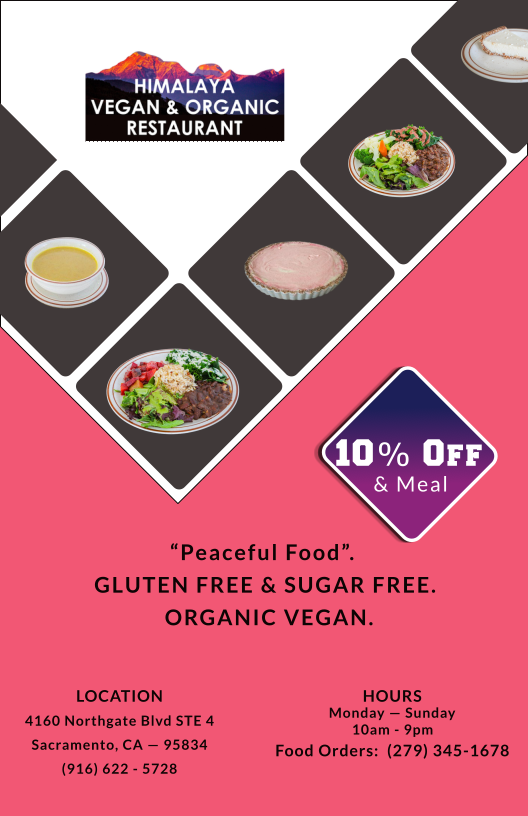 HIMALAYA
VEGAN & ORGANIC
RESTAURANT
10% OFF
& Meal
“Peaceful Food”.
GLUTEN FREE & SUGAR FREE.
ORGANIC VEGAN.
LOCATION
4160 Northgate Blvd STE 4
Sacramento, CA — 95834
(916) 622 - 5728
HOURS
Monday — Sunday
10am - 9pm
Food Orders: (279) 345-1678